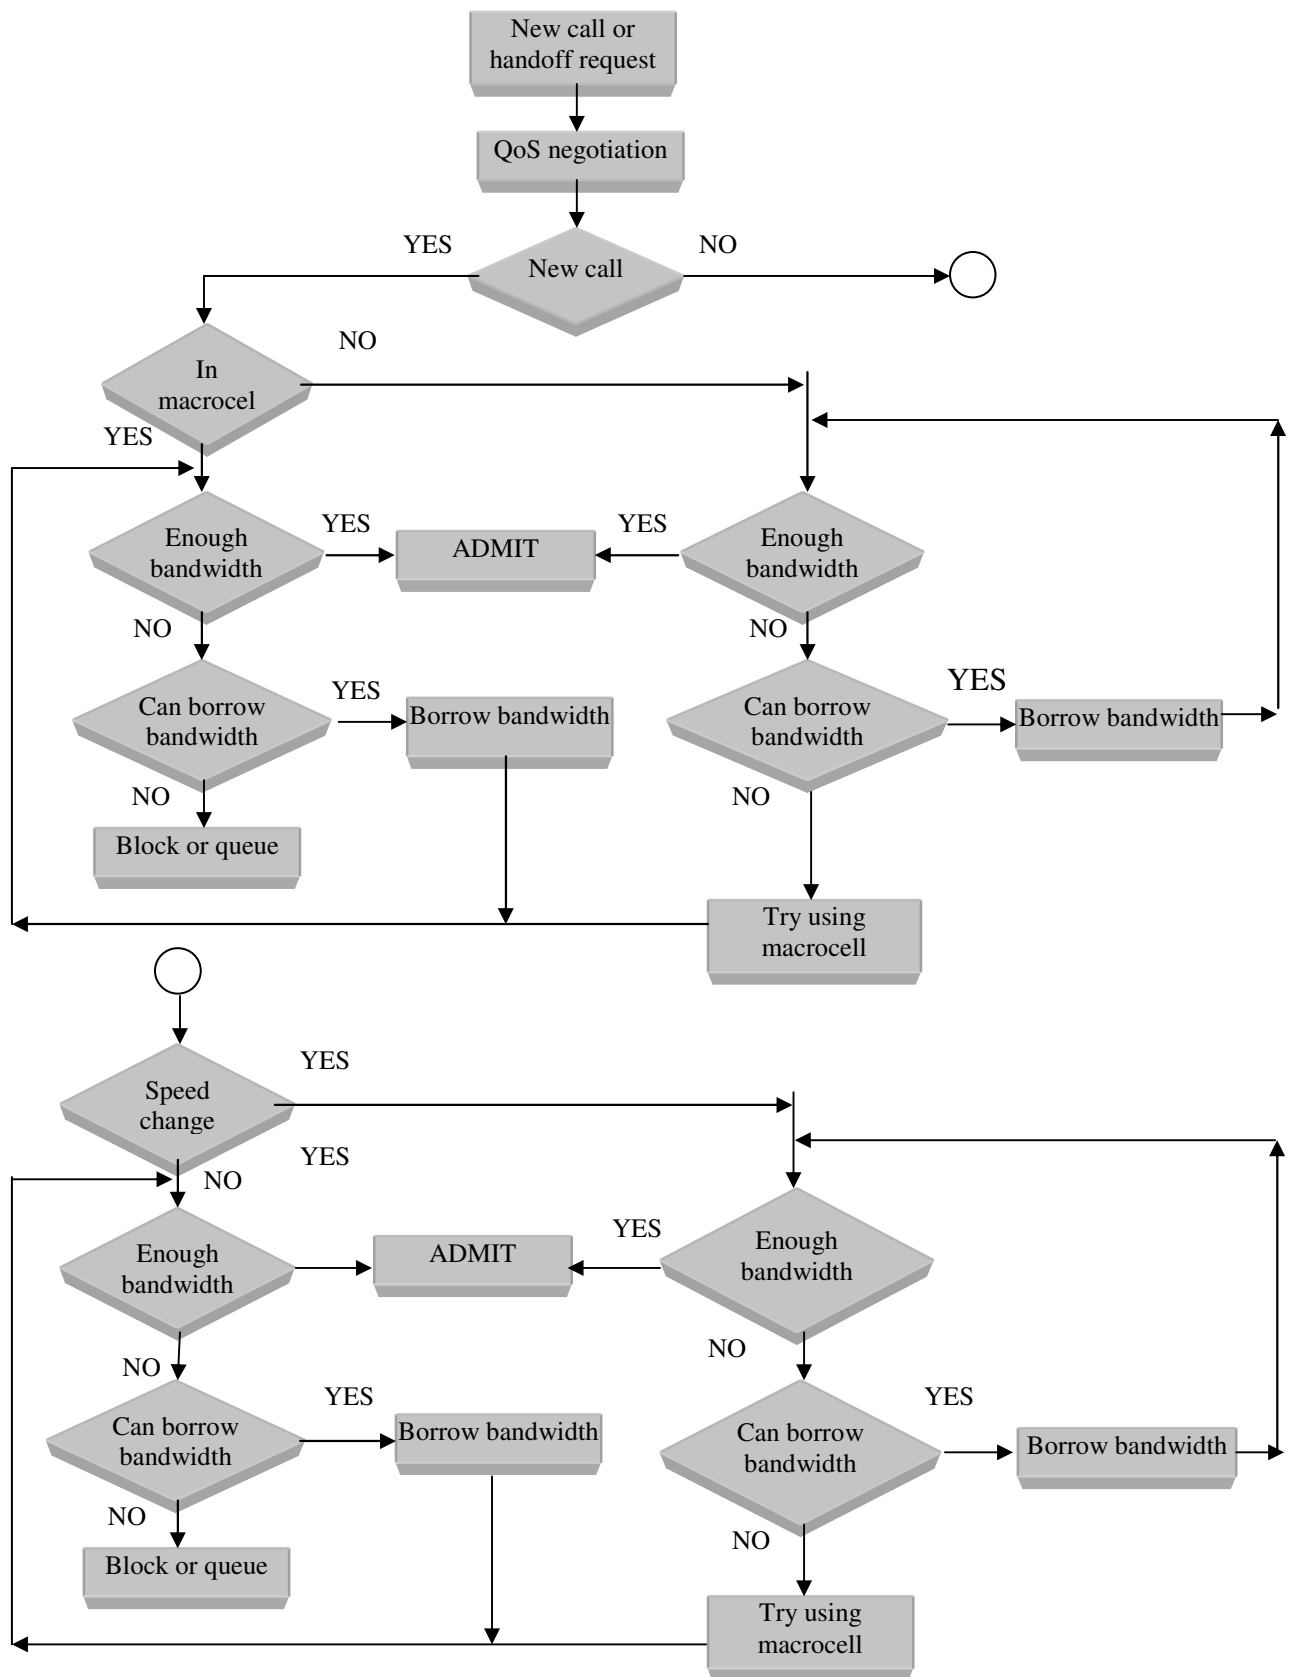 New call or
handoff request
QoS negotiation
YES
NO
New call
NO
In
macrocel
YES
Enough
bandwidth
YES
ADMIT
YES
Enough
bandwidth
NO
NO
Can borrow
bandwidth
YES
Borrow bandwidth
Can borrow
bandwidth
YES
Borrow bandwidth
NO
NO
Block or queue
Try using
macrocell
Speed
change
YES
YES
NO
Enough
bandwidth
ADMIT
YES
Enough
bandwidth
NO
NO
Can borrow
bandwidth
YES
Borrow bandwidth
Can borrow
bandwidth
YES
Borrow bandwidth
NO
NO
Block or queue
Try using
macrocell